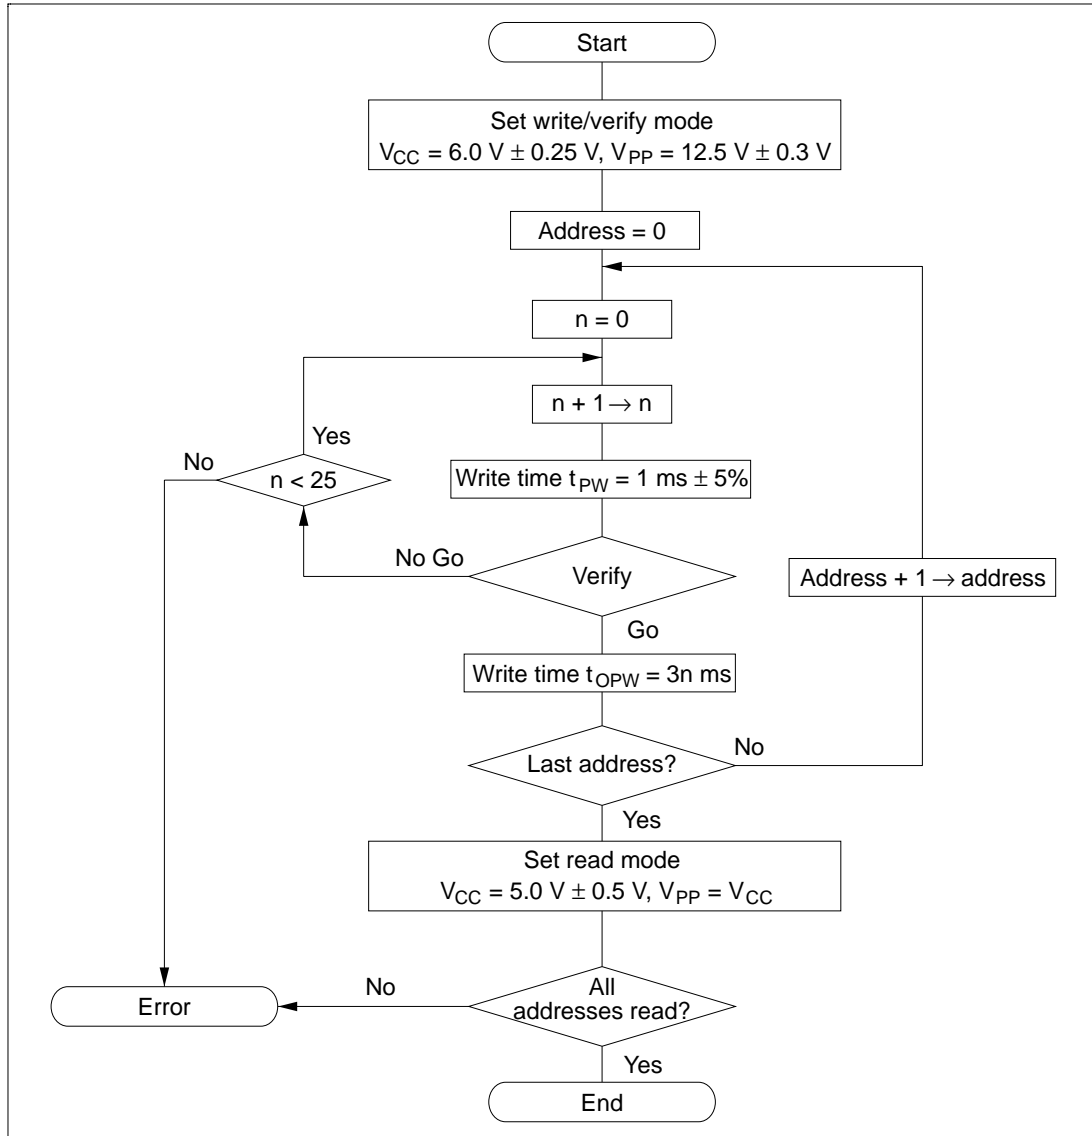 Start
Set write/verify mode
VCC = 6.0 V ± 0.25 V, VPP = 12.5 V ± 0.3 V
Address = 0
n = 0
n + 1 → n
Yes
No
n < 25
Write time tPW = 1 ms ± 5%
No Go
Verify
Address + 1 → address
Go
Write time tOPW = 3n ms
Last address?
No
Yes
Set read mode
VCC = 5.0 V ± 0.5 V, VPP = VCC
All
addresses read?
No
Error
Yes
End